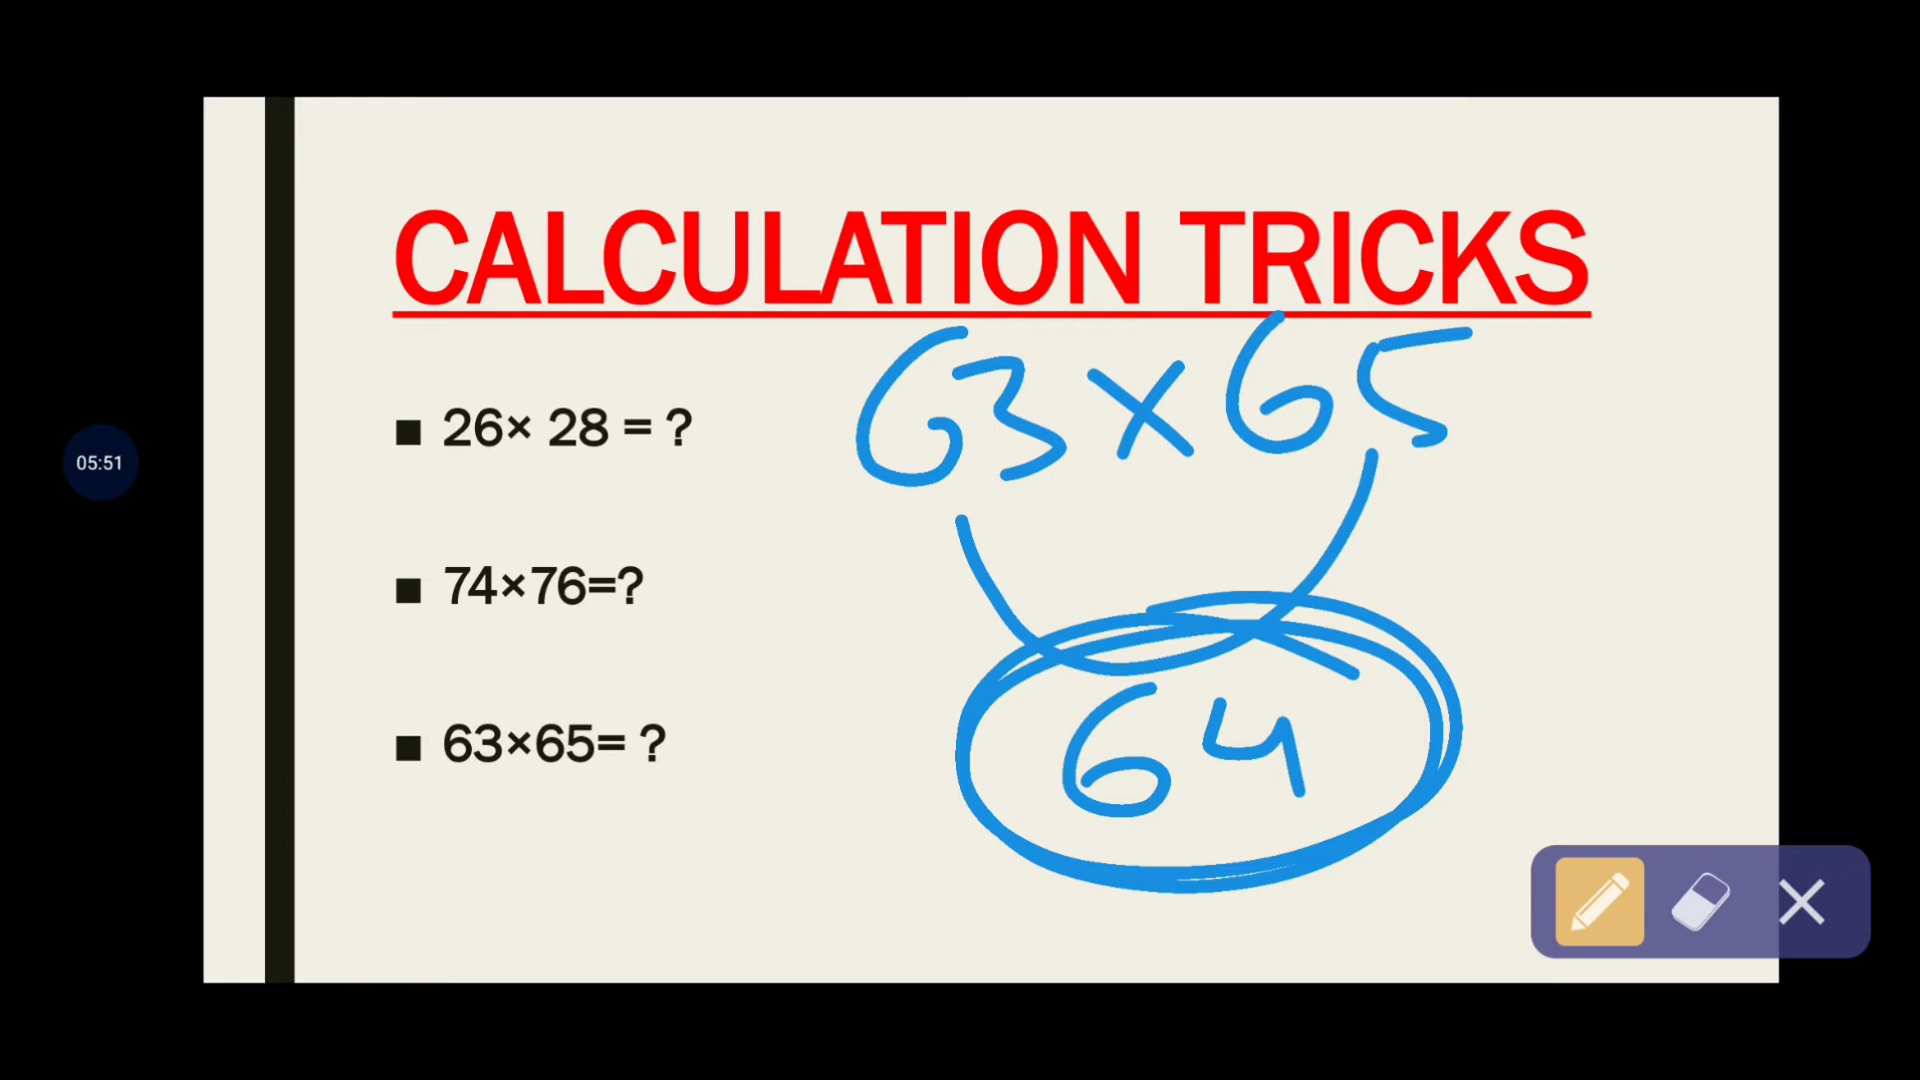 CALCULATION TRICKS
63×65
26× 28 = ?
05:51
74×76=?
64
63×65= ?